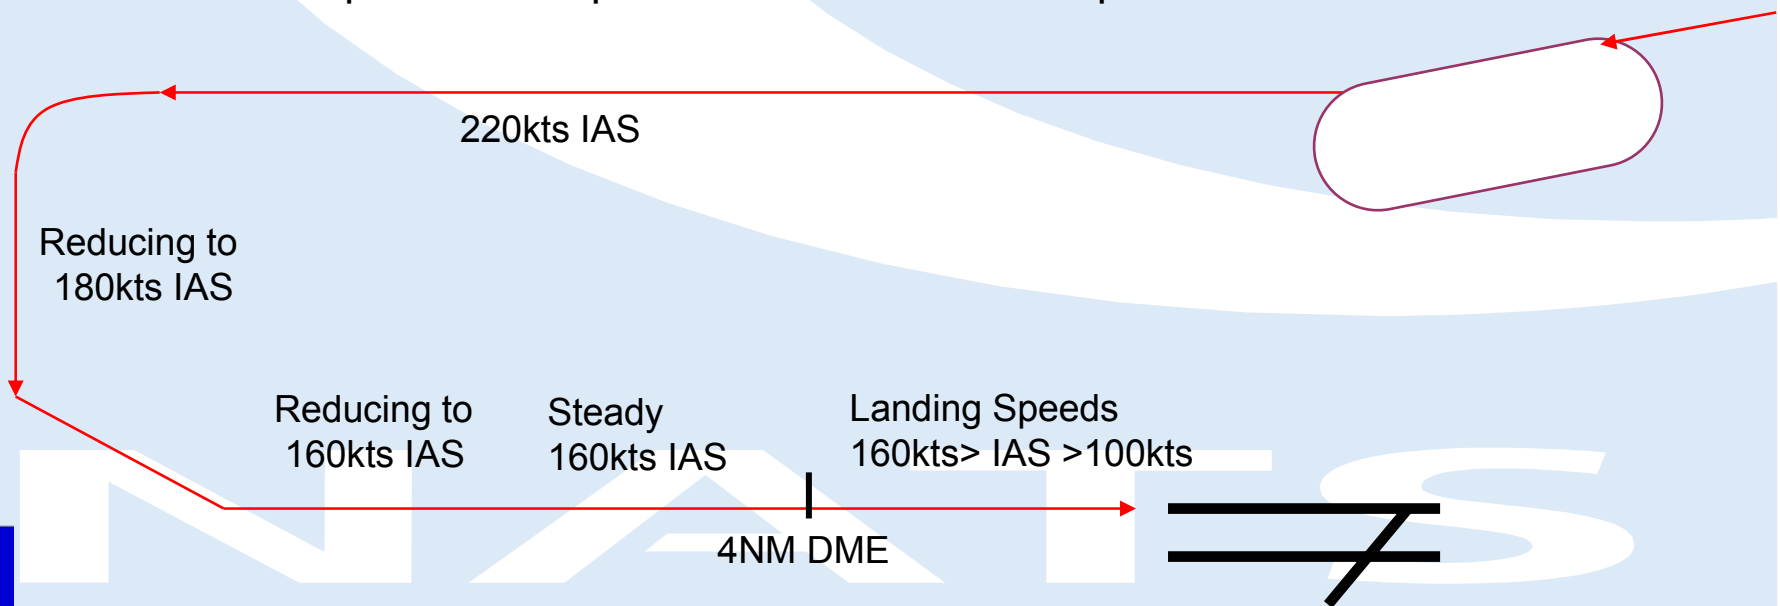 220kts IAS
Reducing to
180kts IAS
Reducing to
160kts IAS
Steady
160kts IAS
Landing Speeds
160kts> IAS >100kts
4NM DME
NATS